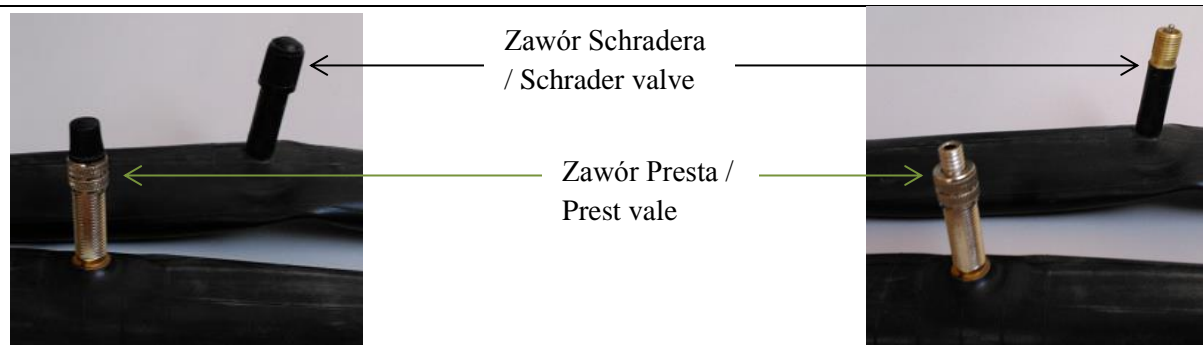 Zawór Schradera
/ Schrader valve
Zawór Presta /
Prest vale